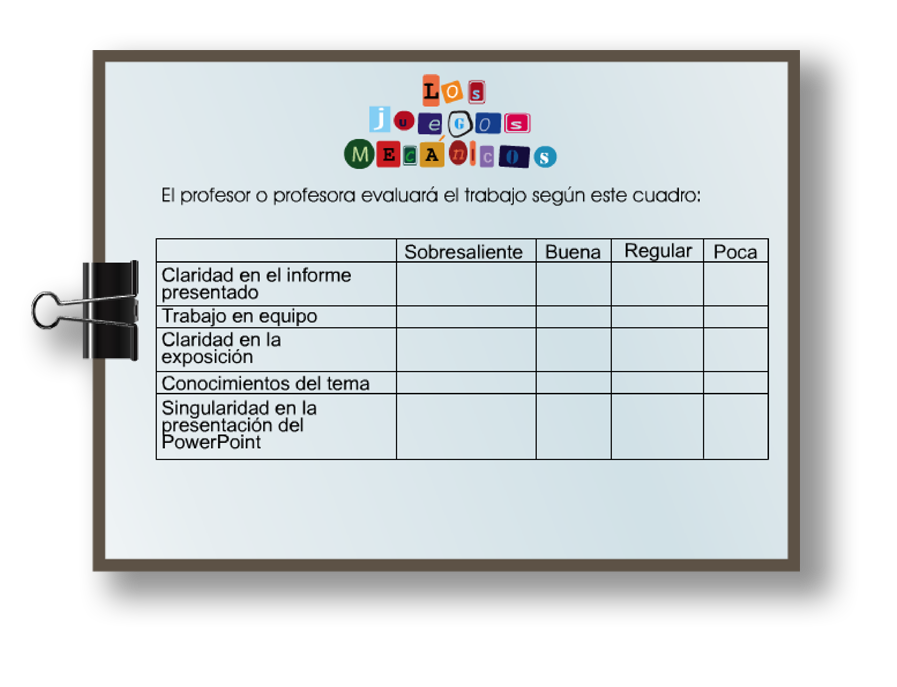 Los
juegos
MECÁnIcOs
El profesor o profesora evaluará el trabajo según este cuadro:
Sobresaliente Buena Regular Poca
Claridad en el informe
presentado
Trabajo en equipo
Claridad en la
exposición
Conocimientos del tema
Singularidad en la
presentación del
PowerPoint